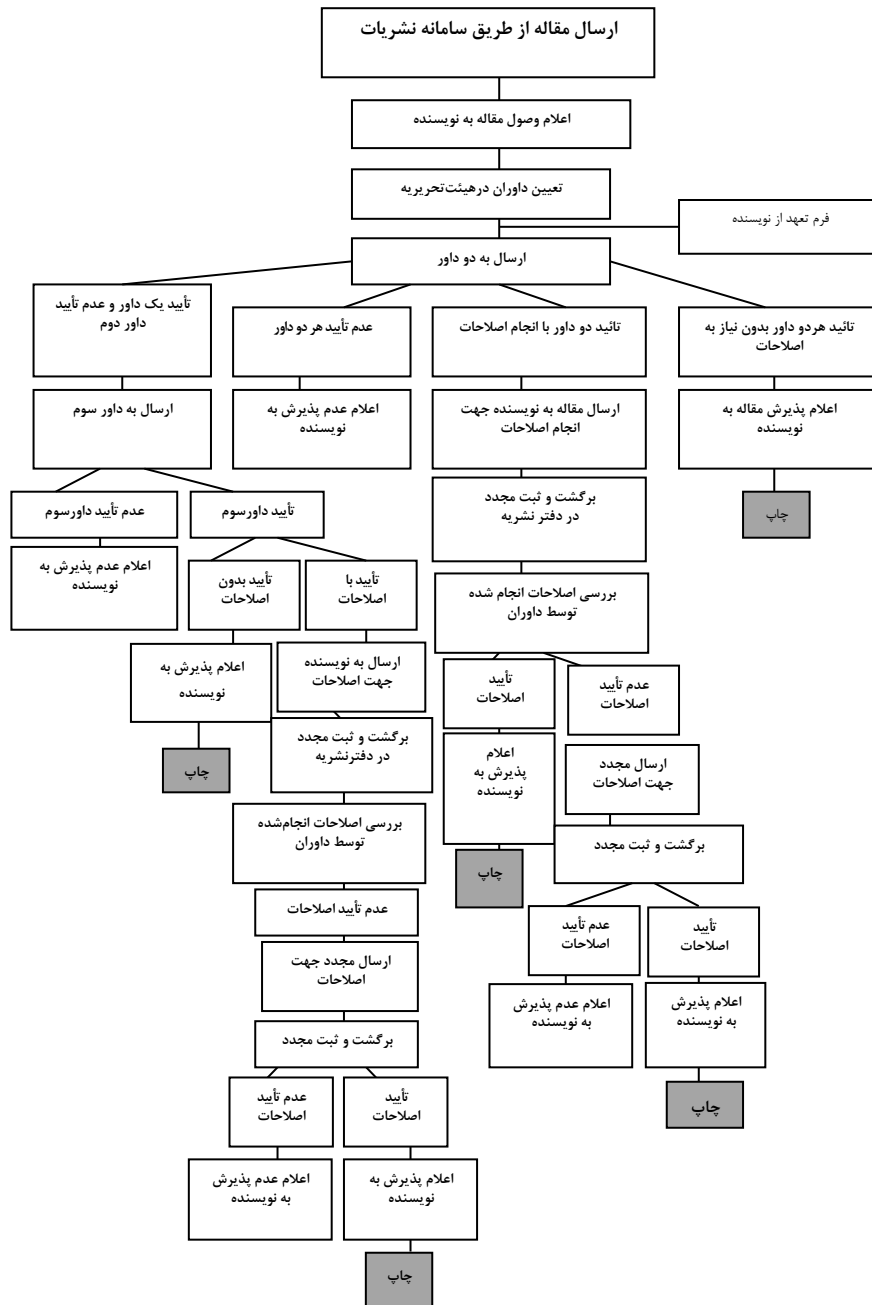 ارسال مقاله از طریق سامانه نشریات
اعلام وصول مقاله به نویسنده
تعیین داوران درهیئت‌تحریریه
فرم تعهد از نویسنده
ارسال به دو داور
تائید هردو داور بدون نیاز به
اصلاحات
تائید دو داور با انجام اصلاحات
عدم تأیید هر دو داور
تأیید یک داور و عدم تأیید
داور دوم
اعلام پذیرش مقاله به
نویسنده
ارسال مقاله به نویسنده جهت
انجام اصلاحات
اعلام عدم پذیرش به
نویسنده
ارسال به داور سوم
چاپ
برگشت و ثبت مجدد
در دفتر نشریه
تأیید داورسوم
عدم تأیید داورسوم
بررسی اصلاحات انجام شده
توسط داوران
تأیید با
اصلاحات
تأیید بدون
اصلاحات
اعلام عدم پذیرش به
نویسنده
عدم تأیید
اصلاحات
تأیید
اصلاحات
ارسال به نویسنده
جهت اصلاحات
اعلام پذیرش به
نویسنده
ارسال مجدد
جهت اصلاحات
اعلام
پذیرش به
نویسنده
برگشت و ثبت مجدد
در دفترنشریه
چاپ
برگشت و ثبت مجدد
چاپ
بررسی اصلاحات انجام‌شده
توسط داوران
تأیید
اصلاحات
عدم تأیید
اصلاحات
عدم تأیید اصلاحات
اعلام پذیرش
به نویسنده
اعلام عدم پذیرش
به نویسنده
ارسال مجدد جهت
اصلاحات
چاپ
برگشت و ثبت مجدد
تأیید
اصلاحات
عدم تأیید
اصلاحات
اعلام پذیرش به
نویسنده
اعلام عدم پذیرش
به نویسنده
چاپ